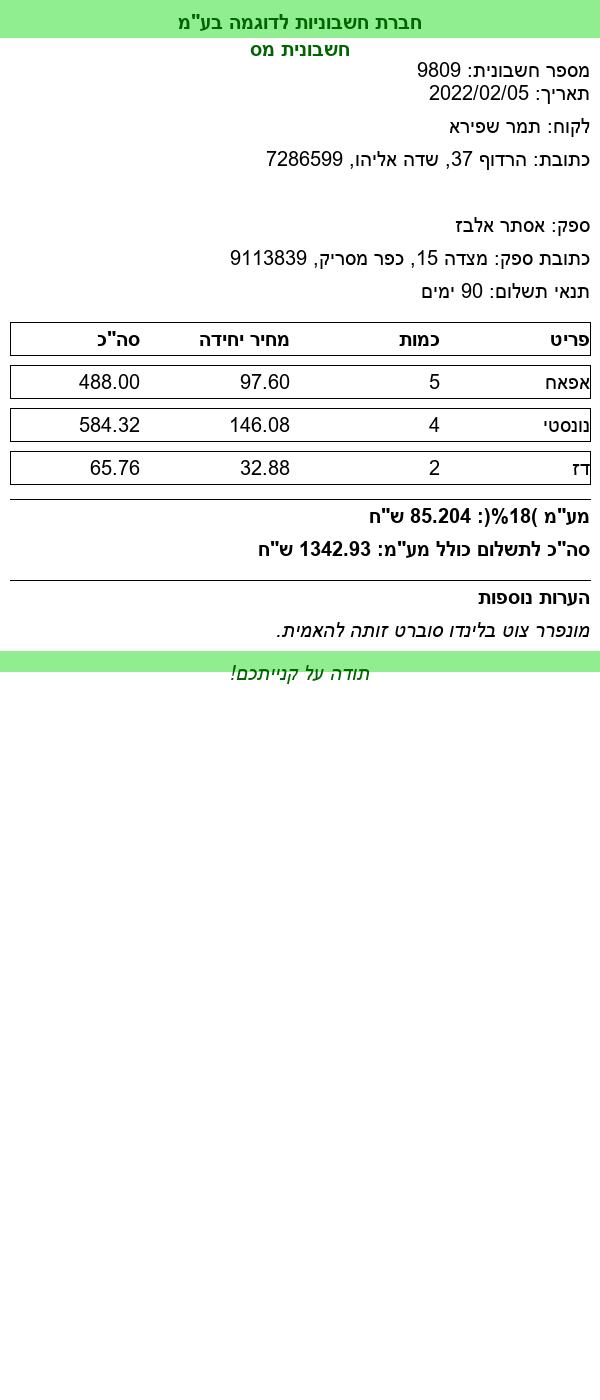 חברת חשבוניות לדוגמה בע"מ
חשבונית מס
מספר חשבונית: 9809
תאריך: 2022/02/05
לקוח: תמר שפירא
כתובת: הרדוף 37, שדה אליהו, 7286599
ספק: אסתר אלבז
כתובת ספק: מצדה 15, כפר מסריק, 9113839
תנאי תשלום: 90 ימים
פריט כמות מחיר יחידה סה"כ
אפאח 5 97.60 488.00
נונסטי 4 146.08 584.32
דז 2 32.88 65.76
מע"מ )18%(: 85.204 ש"ח
סה"כ לתשלום כולל מע"מ: 1342.93 ש"ח
הערות נוספות
מונפרר צוט בלינדו סוברט זותה להאמית.
תודה על קנייתכם!